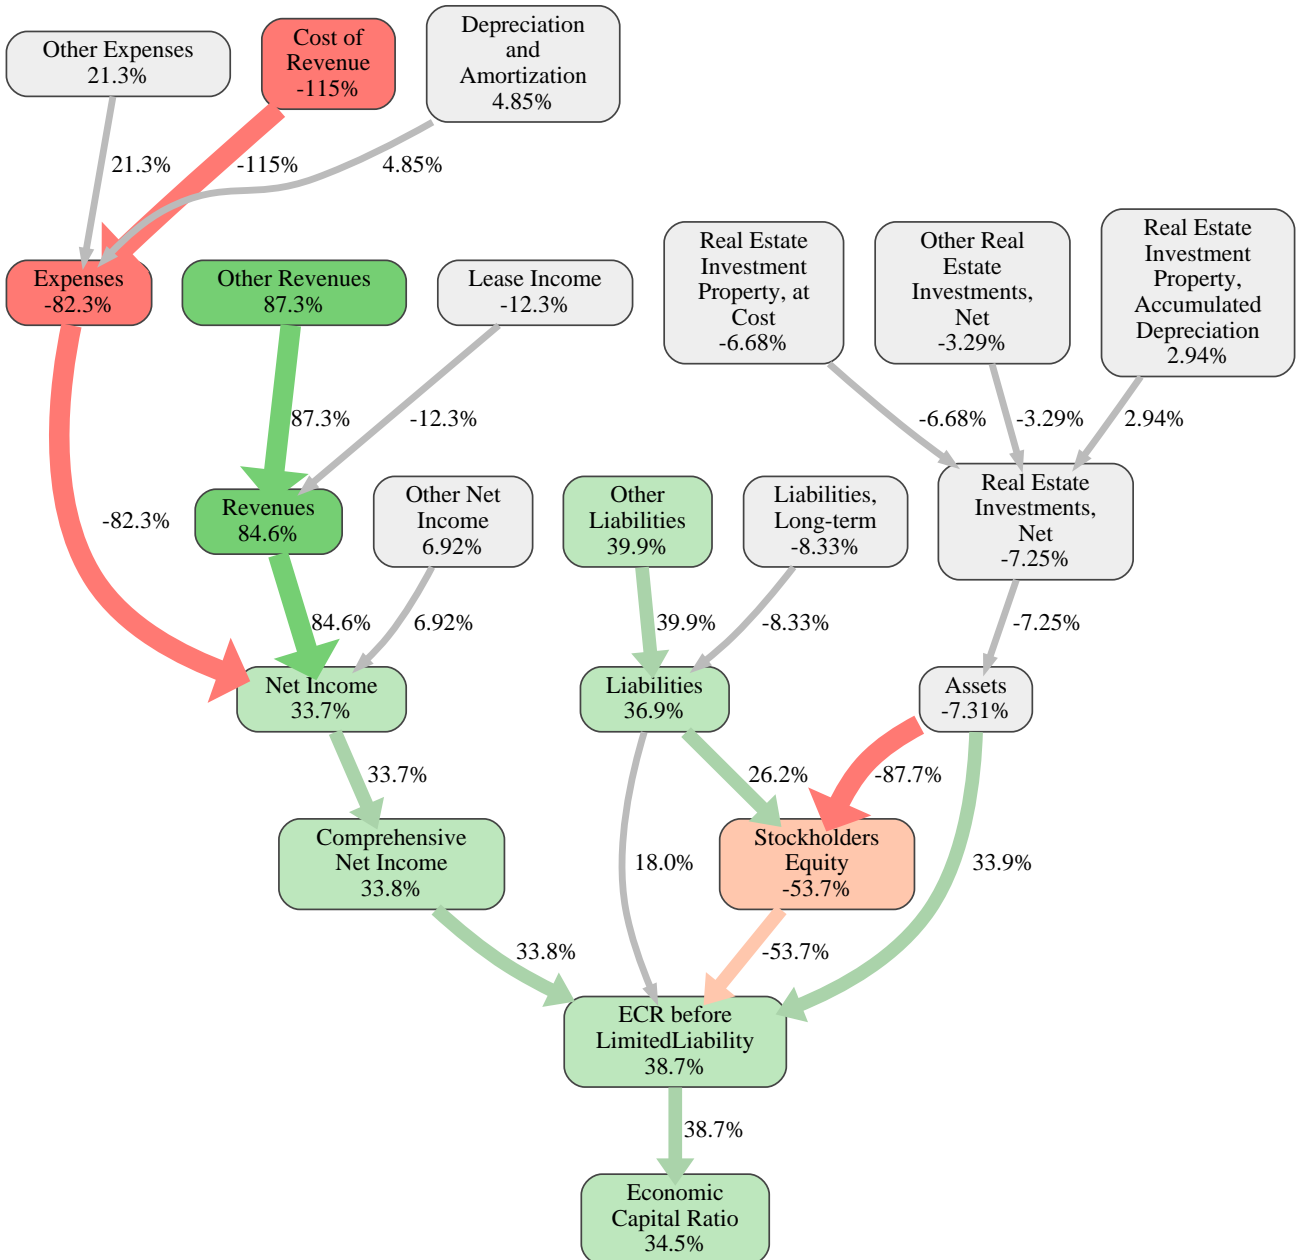 Other Expenses
21.3%
Cost of
Revenue
-115%
Depreciation
and
Amortization
4.85%
21.3%
-115%
4.85%
Expenses
-82.3%
Other Revenues
87.3%
Lease Income
-12.3%
Real Estate
Investment
Property, at
Cost
-6.68%
Other Real
Estate
Investments,
Net
-3.29%
Real Estate
Investment
Property,
Accumulated
Depreciation
2.94%
87.3%
-12.3%
-6.68%
-3.29%
2.94%
-82.3%
Revenues
84.6%
Other Net
Income
6.92%
Other
Liabilities
39.9%
Liabilities,
Long-term
-8.33%
Real Estate
Investments,
Net
-7.25%
84.6%
6.92%
39.9%
-8.33%
-7.25%
Net Income
33.7%
Liabilities
36.9%
Assets
-7.31%
33.7%
26.2%
-87.7%
Comprehensive
Net Income
33.8%
18.0%
Stockholders
Equity
-53.7%
33.9%
33.8%
-53.7%
ECR before
LimitedLiability
38.7%
38.7%
Economic
Capital Ratio
34.5%